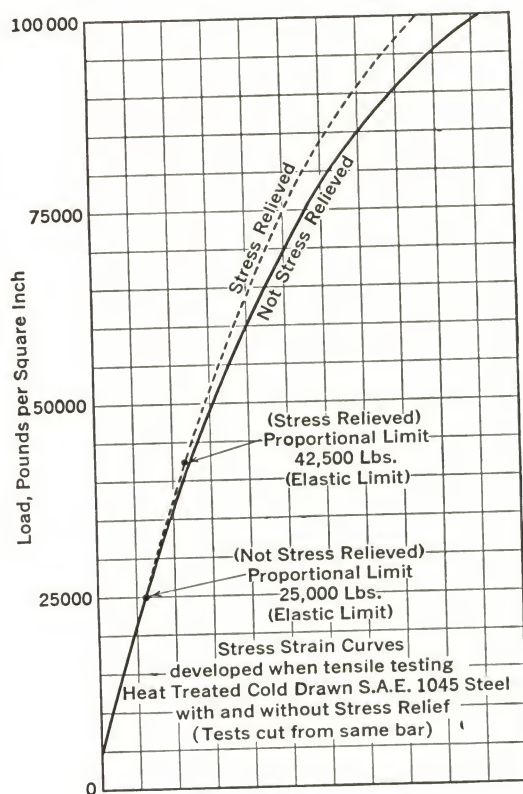 100 000
75000
50000
25000
0
Load, Pounds per Square Inch
Stress Relieved
Not Stress Relieved
(Stress Relieved)
Proportional Limit
42,500 Lbs.
(Elastic Limit)
(Not Stress Relieved)
Proportional Limit
25,000 Lbs.
(Elastic Limit)
Stress Strain Curves
developed when tensile testing
Heat Treated Cold Drawn S.A.E. 1045 Steel
with and without Stress Relief
(Tests cut from same bar)